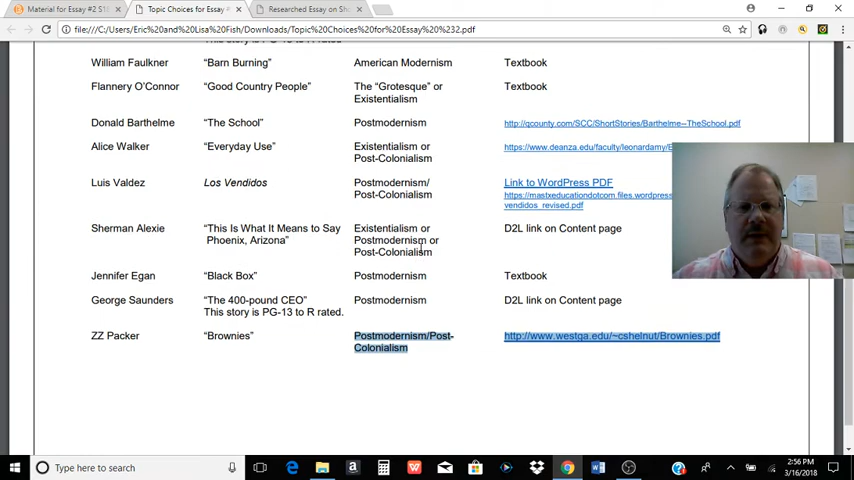 Material for Essay #2 S18
Topic Choices for Essay #
Researched Essay on Sho
file:///C:/Users/Eric%20and%20Lisa%20Fish/Downloads/Topic%20Choices%20for%20Essay%20%232.pdf
William Faulkner “Barn Burning” American Modernism Textbook
Flannery O’Connor “Good Country People” The “Grotesque” or Textbook
Existentialism
Donald Barthelme “The School” Postmodernism http://qcounty.com/SCC/ShortStories/Barthelme--TheSchool.pdf
Alice Walker “Everyday Use” Existentialism or https://www.deanza.edu/faculty/leonardamy/E
Post-Colonialism
Luis Valdez Los Vendidos Postmodernism/ Link to WordPress PDF
Post-Colonialism https://mastxeducationdotcom.files.wordpress
vendidos_revised.pdf
Sherman Alexie “This Is What It Means to Say Existentialism or D2L link on Content page
Phoenix, Arizona” Postmodernism or
Post-Colonialism
Jennifer Egan “Black Box” Postmodernism Textbook
George Saunders “The 400-pound CEO” Postmodernism D2L link on Content page
This story is PG-13 to R rated.
ZZ Packer “Brownies” Postmodernism/Post- http://www.westga.edu/~cshelnut/Brownies.pdf
Colonialism
Type here to search
2:56 PM
3/16/2018